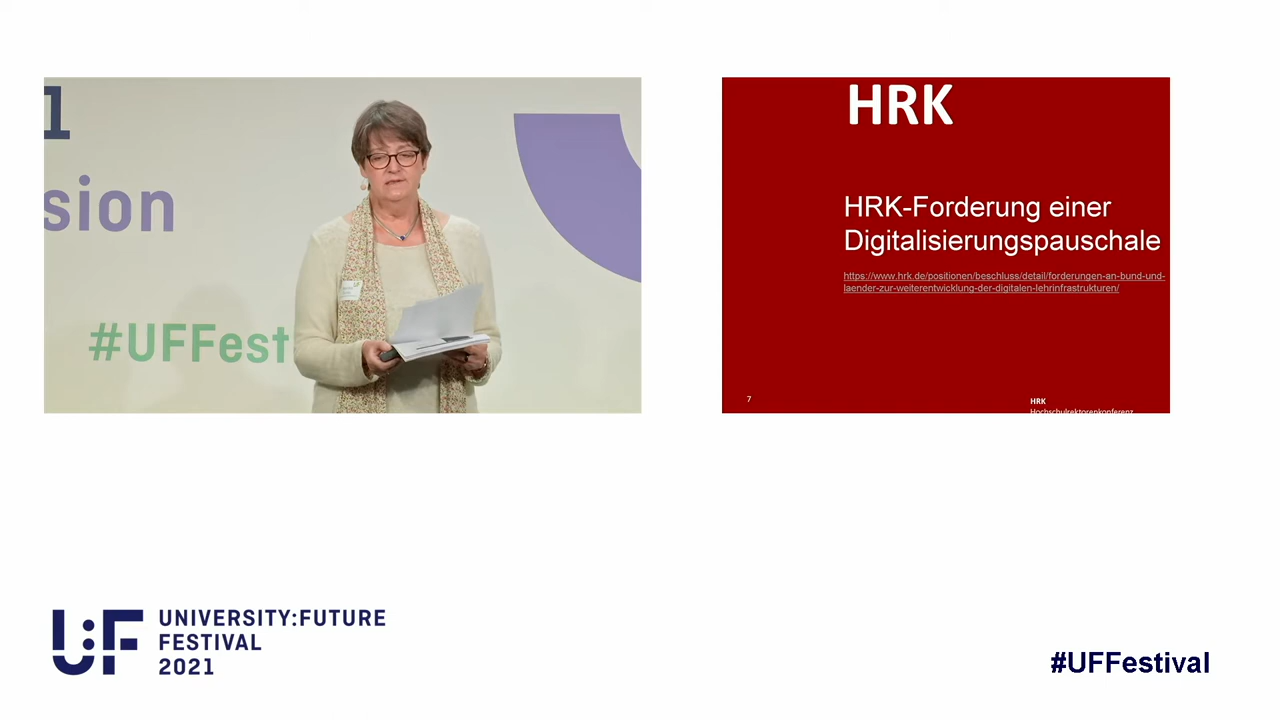 1
sion
#UFFest
HRK
HRK-Forderung einer
Digitalisierungspauschale
https://www.hrk.de/positionen/beschluss/detail/forderungen-an-bund-und-
laender-zur-weiterentwicklung-der-digitalen-lehrinfrastrukturen/
7
HRK
Hochschulrektorenkonferenz
U:F
UNIVERSITY:FUTURE
FESTIVAL
2021
#UFFestival